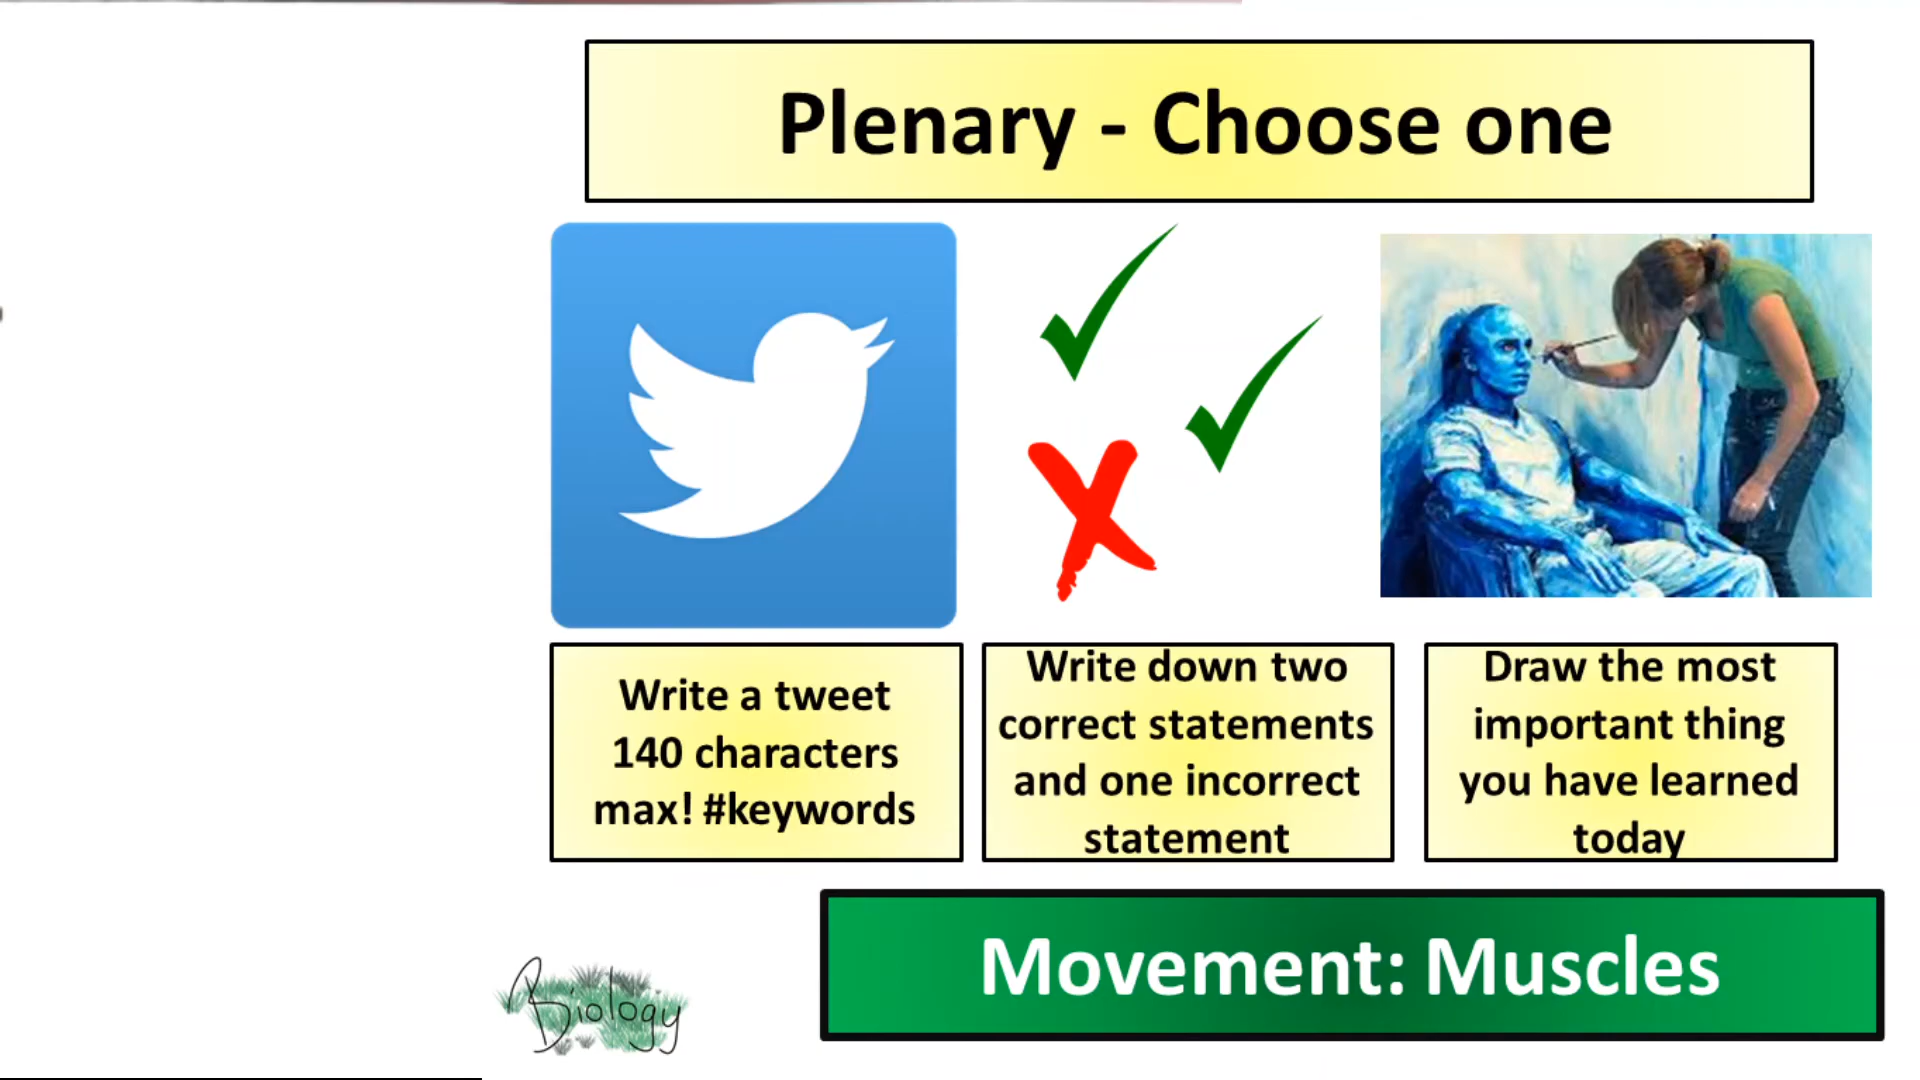 Plenary - Choose one
Write a tweet
140 characters
max! #keywords
Write down two
correct statements
and one incorrect
statement
Draw the most
important thing
you have learned
today
Biology
Movement: Muscles